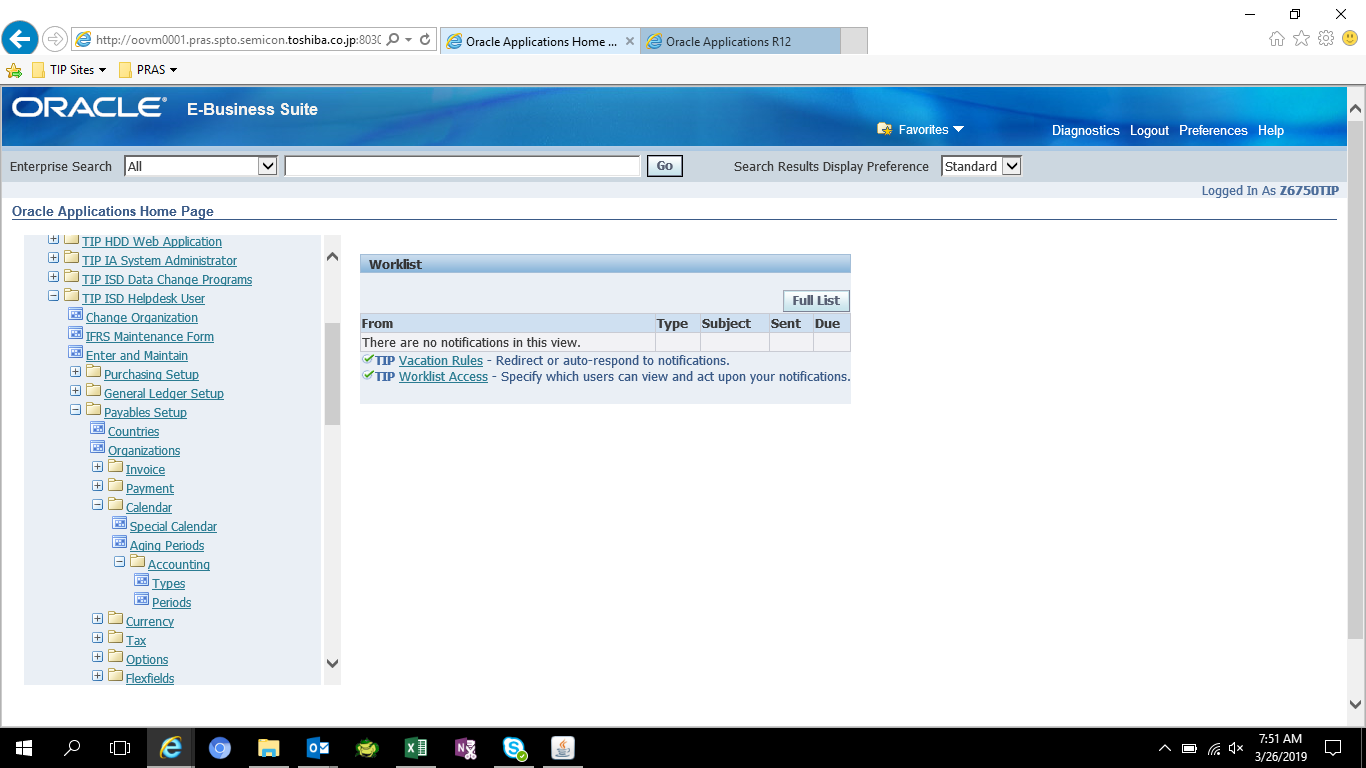 http://oovm0001.pras.spto.semicon.toshiba.co.jp:8030
Oracle Applications Home ...
Oracle Applications R12
TIP Sites
PRAS
ORACLE® E-Business Suite
Favorites
Diagnostics Logout Preferences Help
Enterprise Search All Go Search Results Display Preference Standard
Logged In As Z6750TIP
Oracle Applications Home Page
TIP HDD Web Application
TIP IA System Administrator
TIP ISD Data Change Programs
TIP ISD Helpdesk User
Change Organization
IFRS Maintenance Form
Enter and Maintain
Purchasing Setup
General Ledger Setup
Payables Setup
Countries
Organizations
Invoice
Payment
Calendar
Special Calendar
Aging Periods
Accounting
Types
Periods
Currency
Tax
Options
Flexfields
Worklist
Full List
From Type Subject Sent Due
There are no notifications in this view.
TIP Vacation Rules - Redirect or auto-respond to notifications.
TIP Worklist Access - Specify which users can view and act upon your notifications.
7:51 AM
3/26/2019